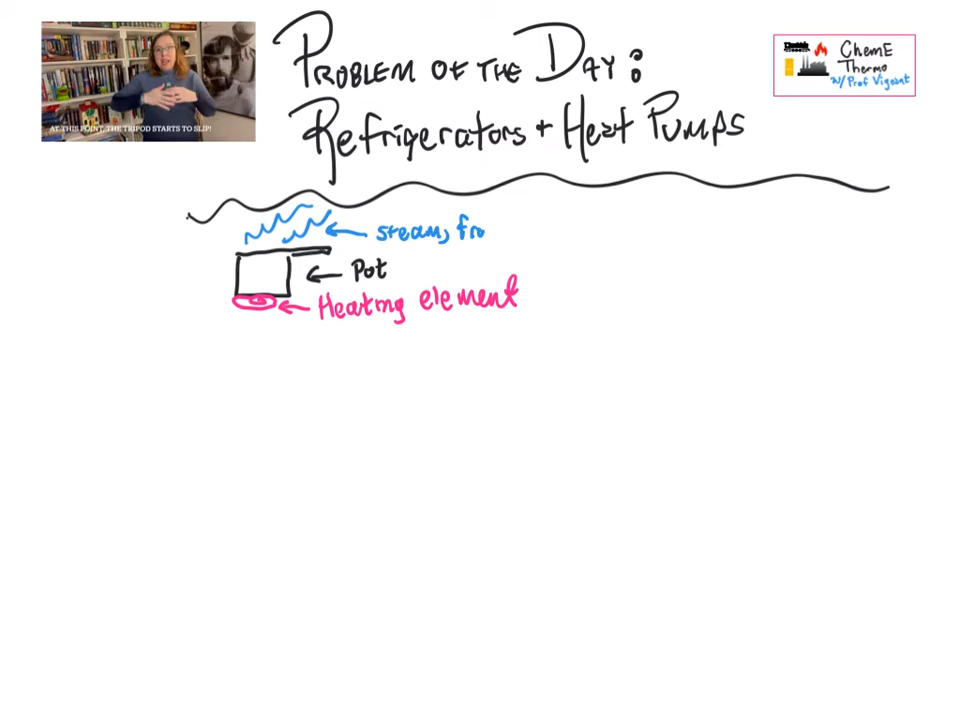 PROBLEM OF THE DAY:
Refrigerators + Heat Pumps
ChemE
Thermo
w/ Prof Vigeant
AT THIS POINT, THE TRIPOD STARTS TO SLIP!
steam, fro
Pot
Heating element